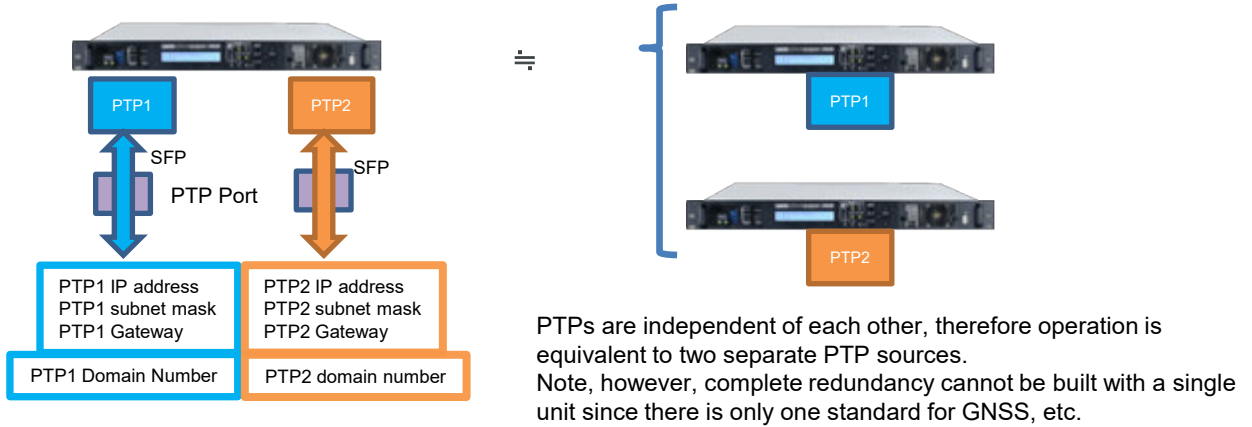 PTP1
PTP2
≒
PTP1
SFP
SFP
PTP Port
PTP2
PTP1 IP address
PTP1 subnet mask
PTP1 Gateway
PTP2 IP address
PTP2 subnet mask
PTP2 Gateway
PTP1 Domain Number
PTP2 domain number
PTPs are independent of each other, therefore operation is
equivalent to two separate PTP sources.
Note, however, complete redundancy cannot be built with a single
unit since there is only one standard for GNSS, etc.